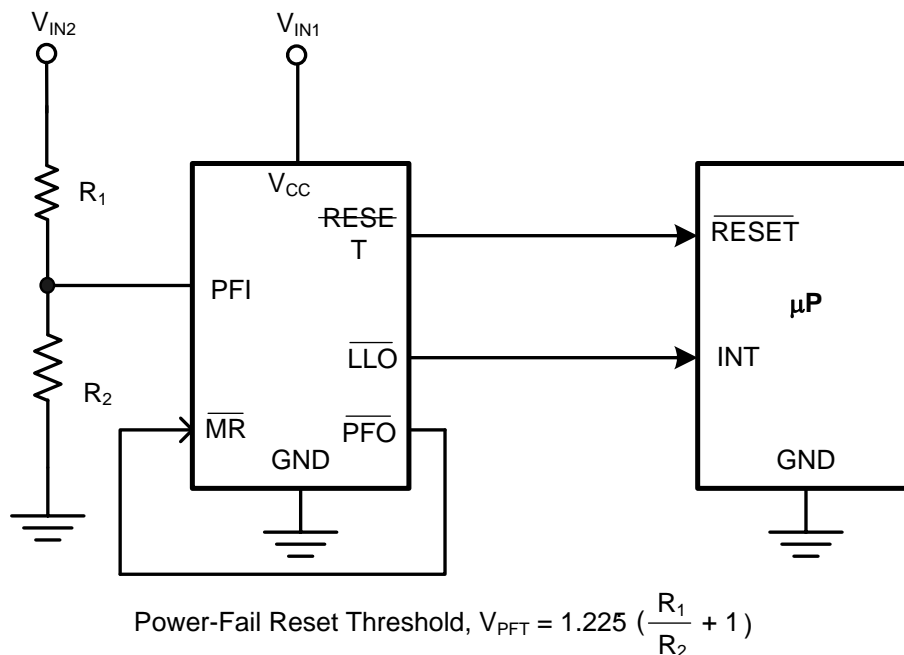 VIN2
VIN1
R1
VCC
RESE
T
RESET
PFI
μP
LLO
INT
R2
MR
PFO
GND
GND
Power-Fail Reset Threshold, VPFT = 1.225 (R1/R2 + 1)